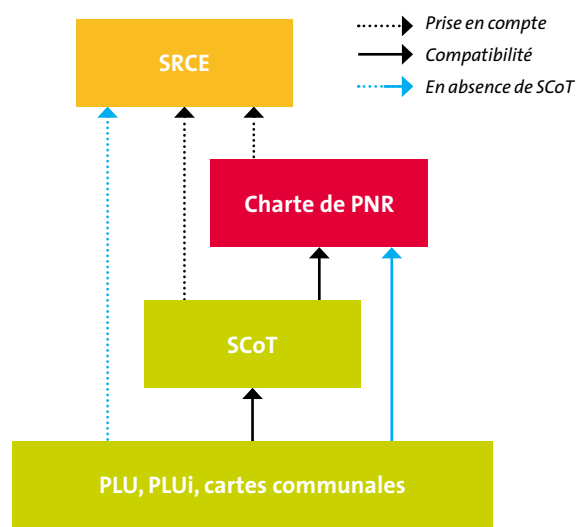 Prise en compte
SRCE
Compatibilité
En absence de SCoT
Charte de PNR
SCoT
PLU, PLUi, cartes communales